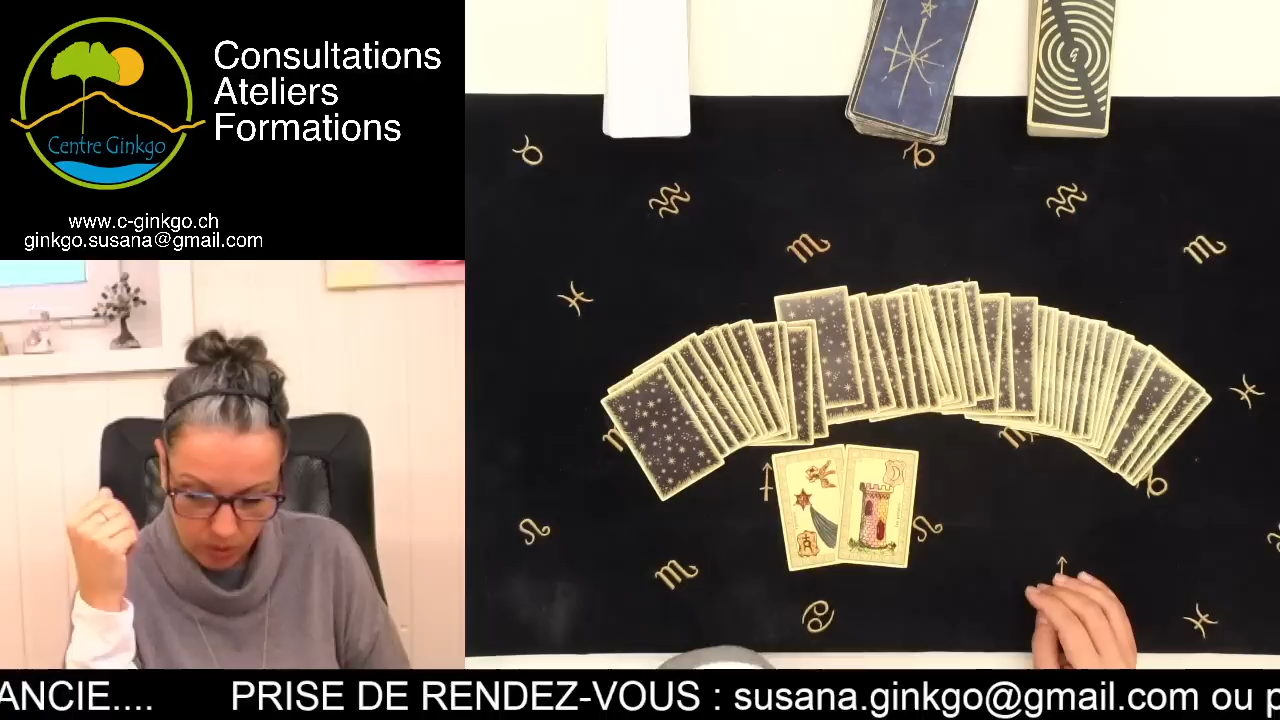 Consultations
Ateliers
Formations
Centre Ginkgo
www.c-ginkgo.ch
ginkgo.susana@gmail.com
ANCIE.... PRISE DE RENDEZ-VOUS : susana.ginkgo@gmail.com ou p